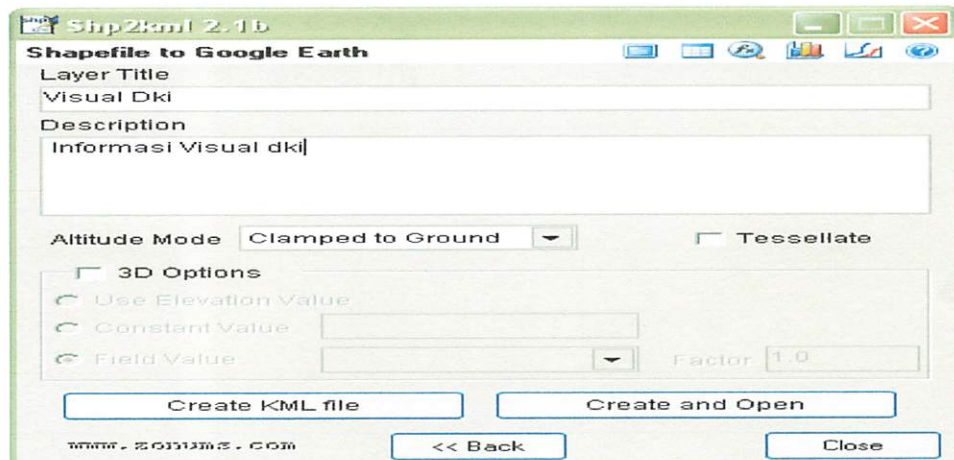 Shp2kml 2.1b
Shapefile to Google Earth
Layer Title
Visual Dki
Description
Informasi Visual dki
Altitude Mode Clamped to Ground Tessellate
3D Options
Use Elevation Value
Constant Value
Field Value Factor 1.0
Create KML file Create and Open
www.zonums.com << Back Close